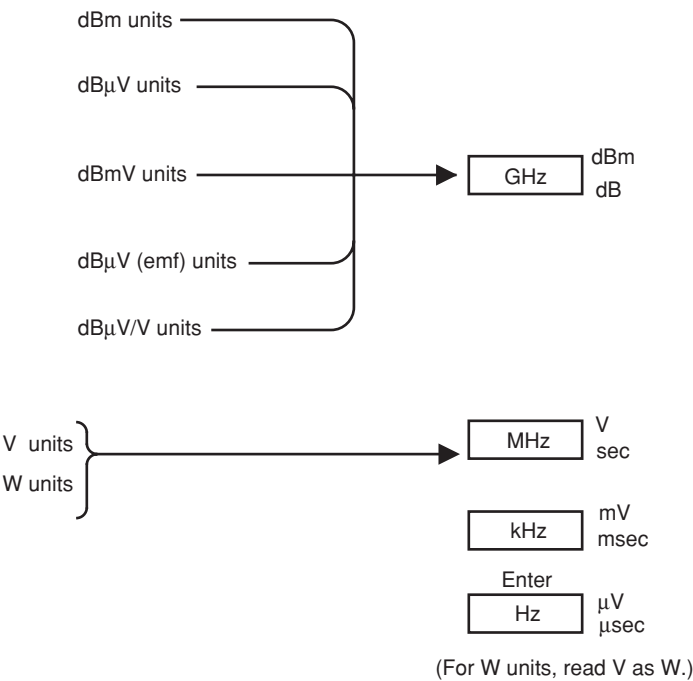 dBm units
dBμV units
dBmV units
dBμV (emf) units
dBμV/V units
GHz
dBm
dB
V units
W units
MHz
V
sec
kHz
mV
msec
Enter
Hz
μV
μsec
(For W units, read V as W.)